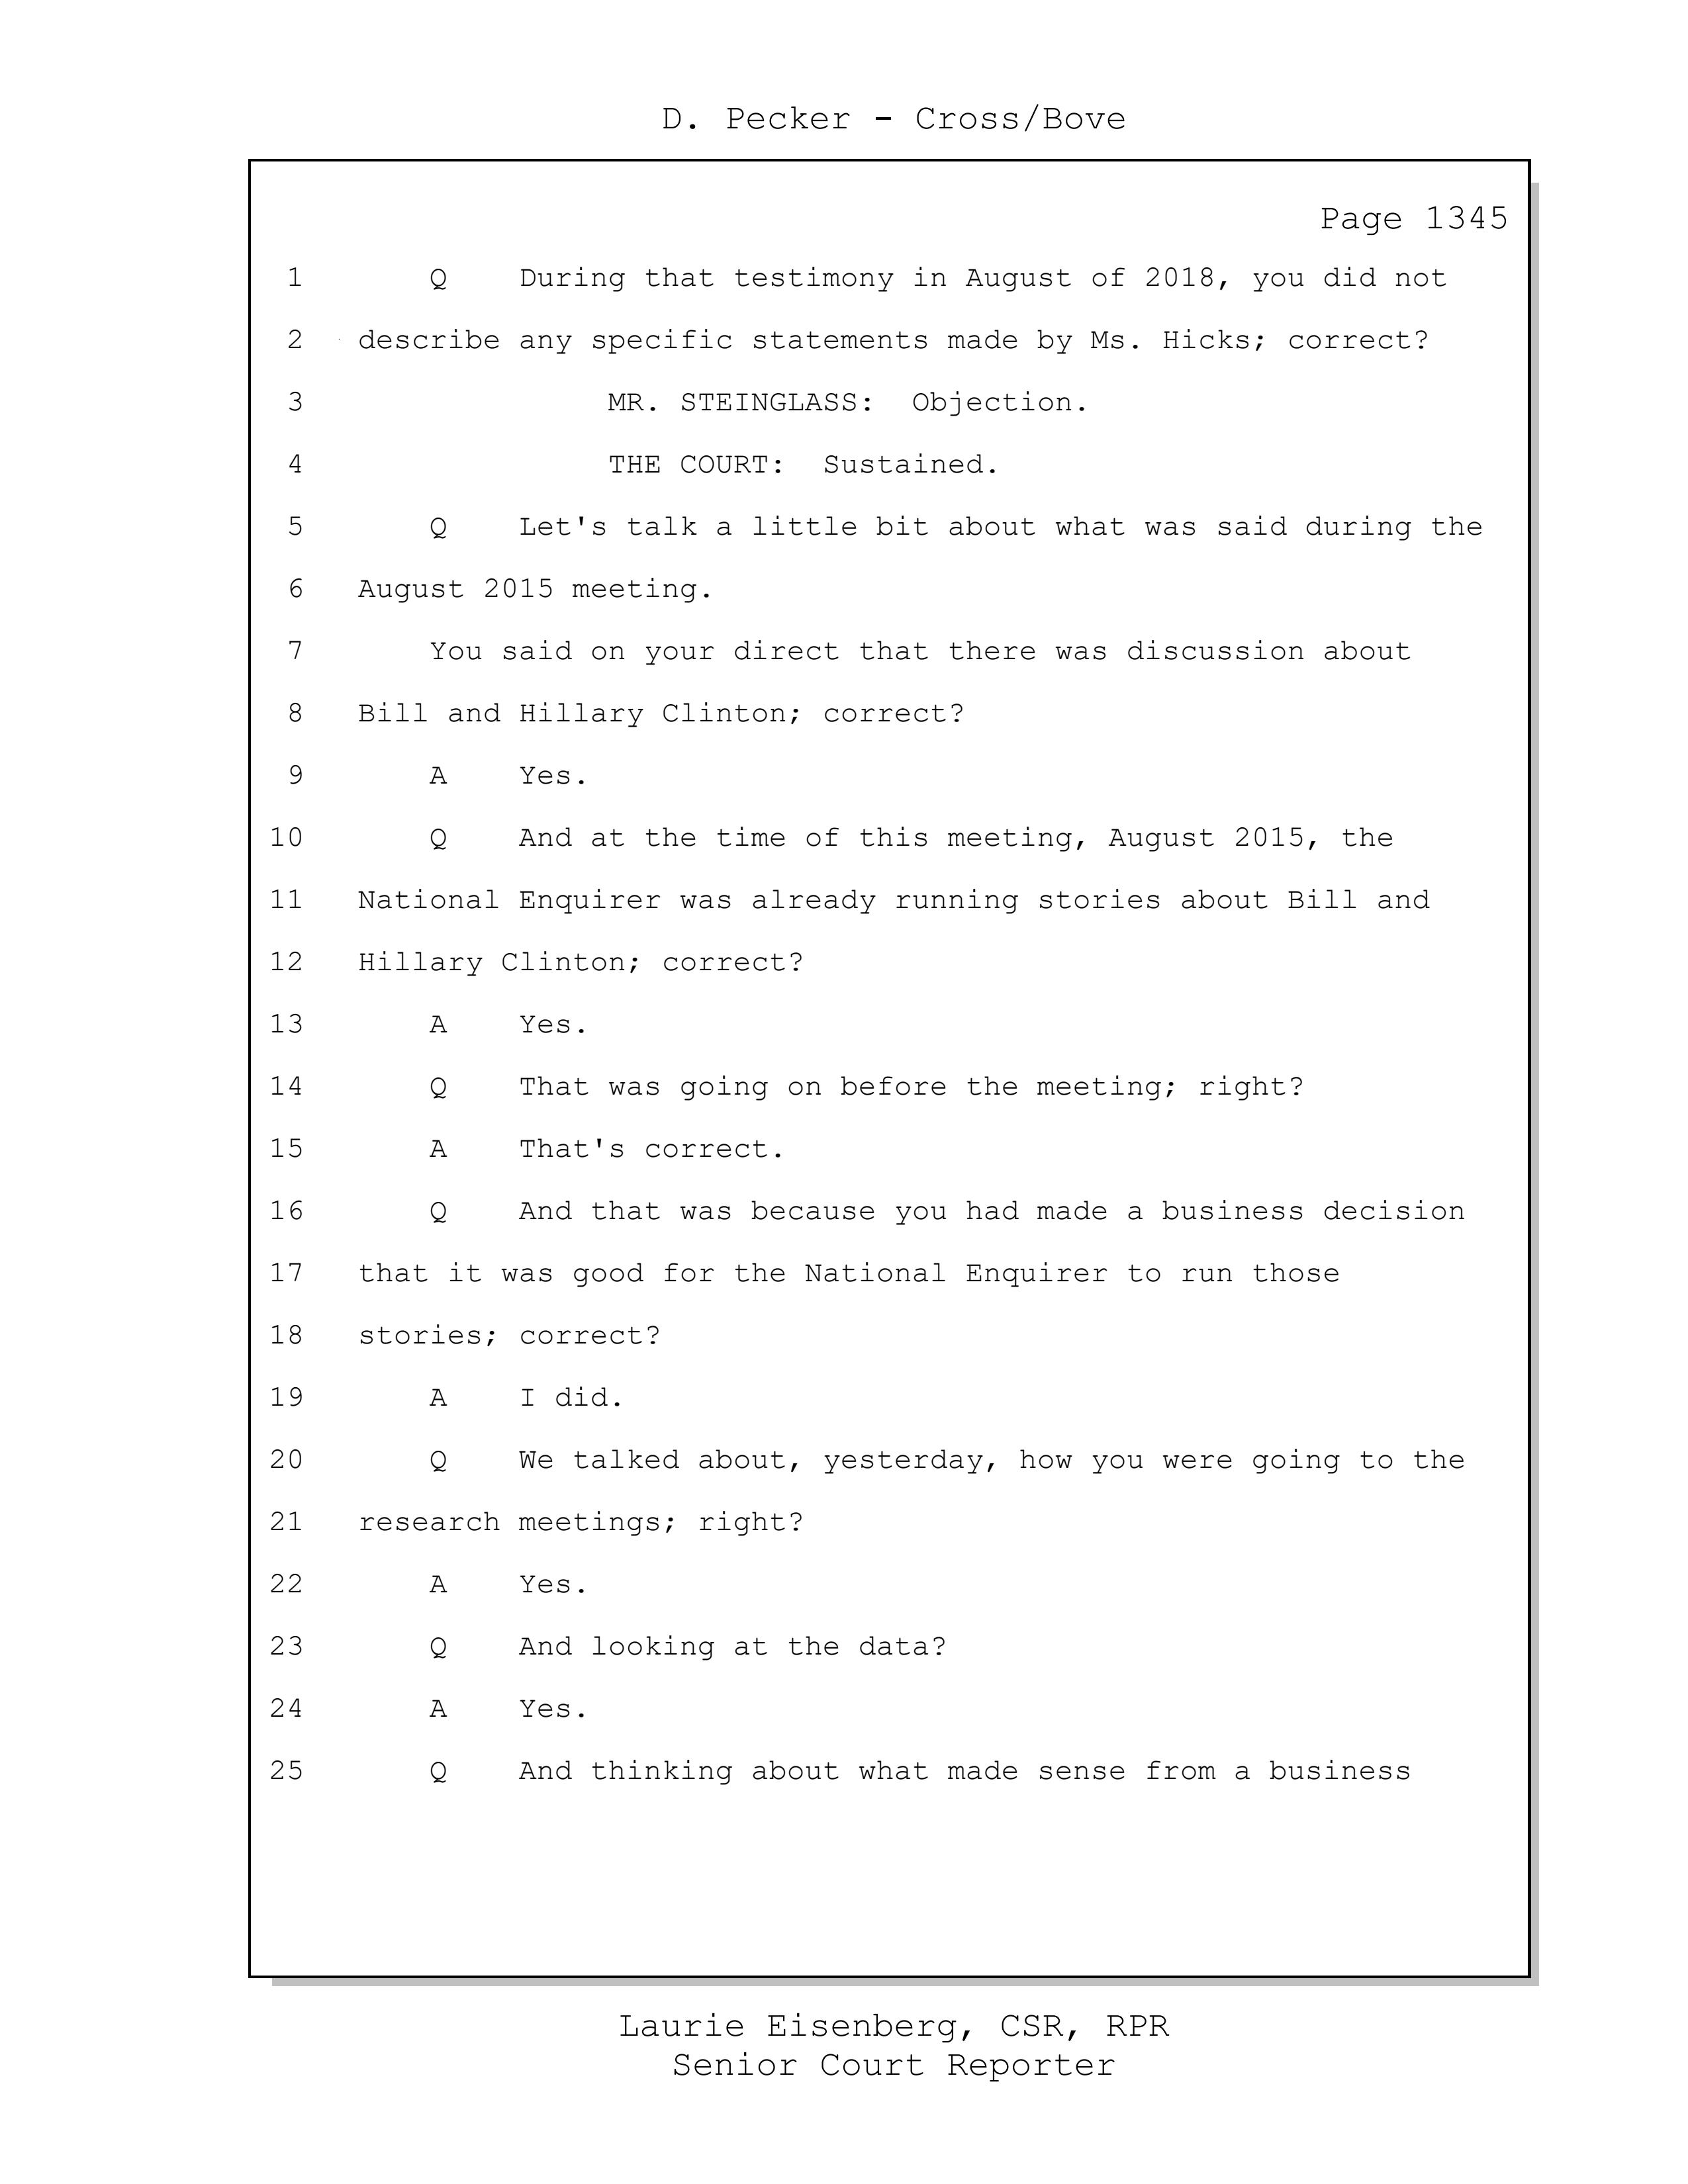 D. Pecker - Cross/Bove
Page 1345
1 Q During that testimony in August of 2018, you did not
2 describe any specific statements made by Ms. Hicks; correct?
3 MR. STEINGLASS: Objection.
4 THE COURT: Sustained.
5 Q Let's talk a little bit about what was said during the
6 August 2015 meeting.
7 You said on your direct that there was discussion about
8 Bill and Hillary Clinton; correct?
9 A Yes.
10 Q And at the time of this meeting, August 2015, the
11 National Enquirer was already running stories about Bill and
12 Hillary Clinton; correct?
13 A Yes.
14 Q That was going on before the meeting; right?
15 A That's correct.
16 Q And that was because you had made a business decision
17 that it was good for the National Enquirer to run those
18 stories; correct?
19 A I did.
20 Q We talked about, yesterday, how you were going to the
21 research meetings; right?
22 A Yes.
23 Q And looking at the data?
24 A Yes.
25 Q And thinking about what made sense from a business
Laurie Eisenberg, CSR, RPR
Senior Court Reporter